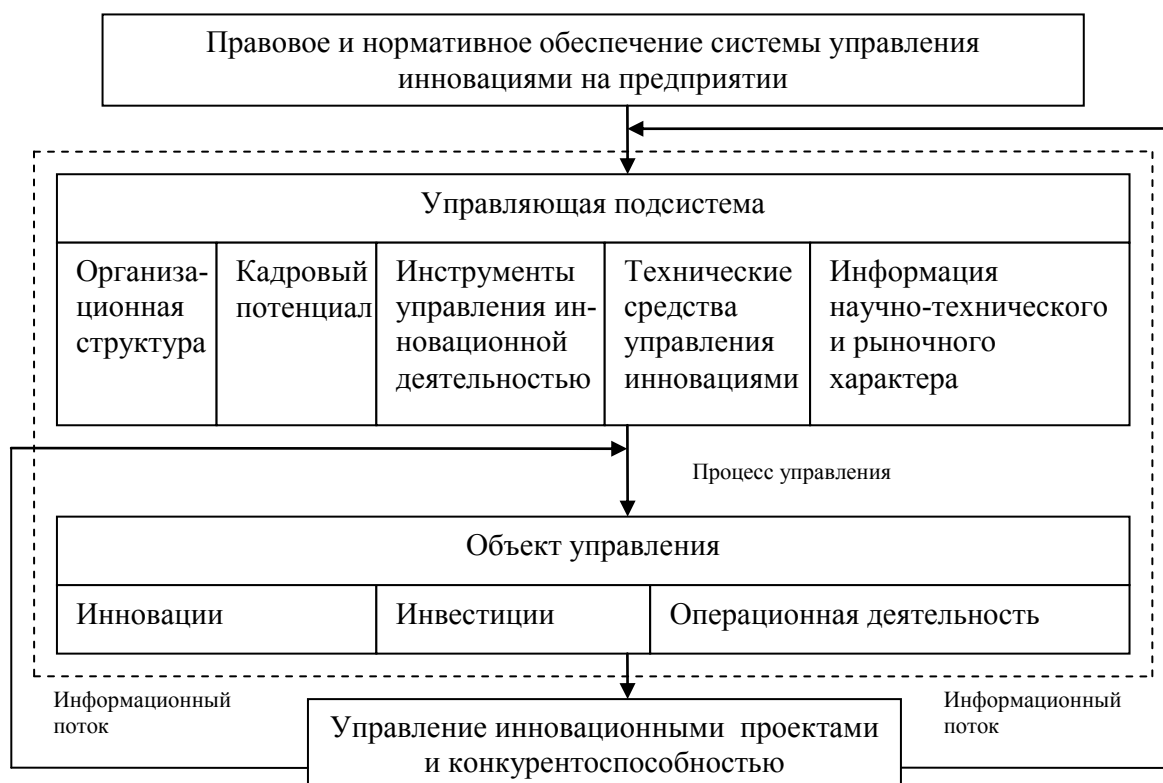 Правовое и нормативное обеспечение системы управления
инновациями на предприятии
Управляющая подсистема
Организа-
ционная
структура
Кадровый
потенциал
Инструменты
управления ин-
новационной
деятельностью
Технические
средства
управления
инновациями
Информация
научно-технического
и рыночного
характера
Процесс управления
Объект управления
Инновации
Инвестиции
Операционная деятельность
Информационный
поток
Информационный
поток
Управление инновационными проектами
и конкурентоспособностью